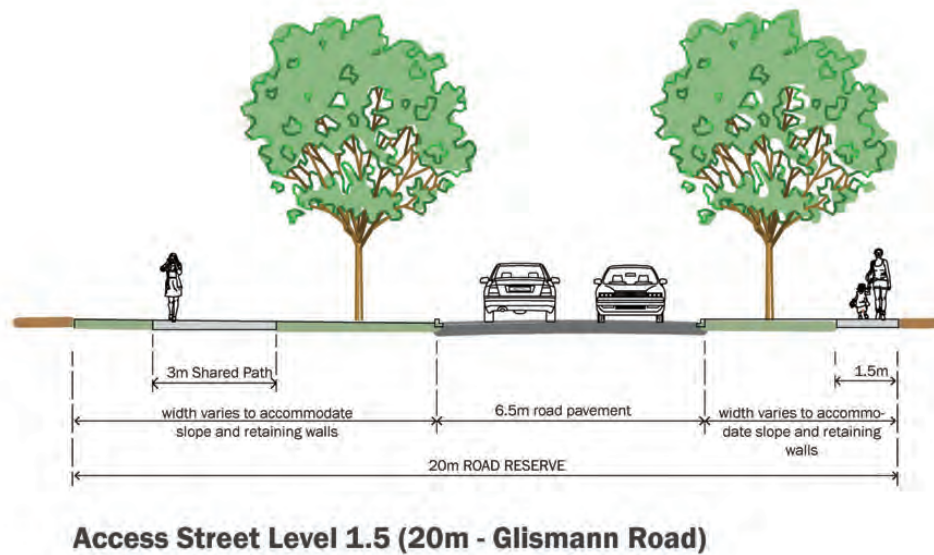 3m Shared Path
1.5m
width varies to accommodate
slope and retaining walls
6.5m road pavement
width varies to accommo-
date slope and retaining
walls
20m ROAD RESERVE
Access Street Level 1.5 (20m - Glismann Road)